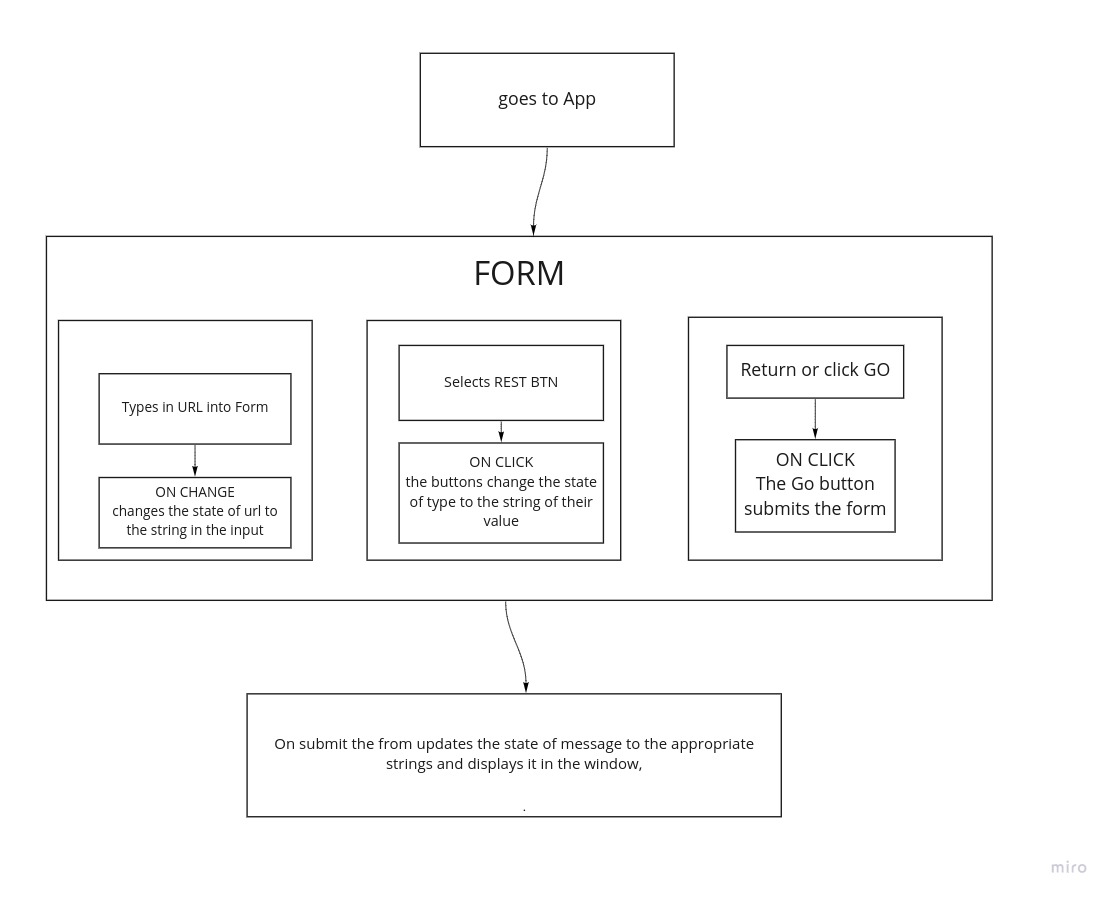 goes to App
FORM
Types in URL into Form
ON CHANGE
changes the state of url to
the string in the input
Selects REST BTN
ON CLICK
the buttons change the state
of type to the string of their
value
Return or click GO
ON CLICK
The Go button
submits the form
On submit the from updates the state of message to the appropriate
strings and displays it in the window,
.
miro